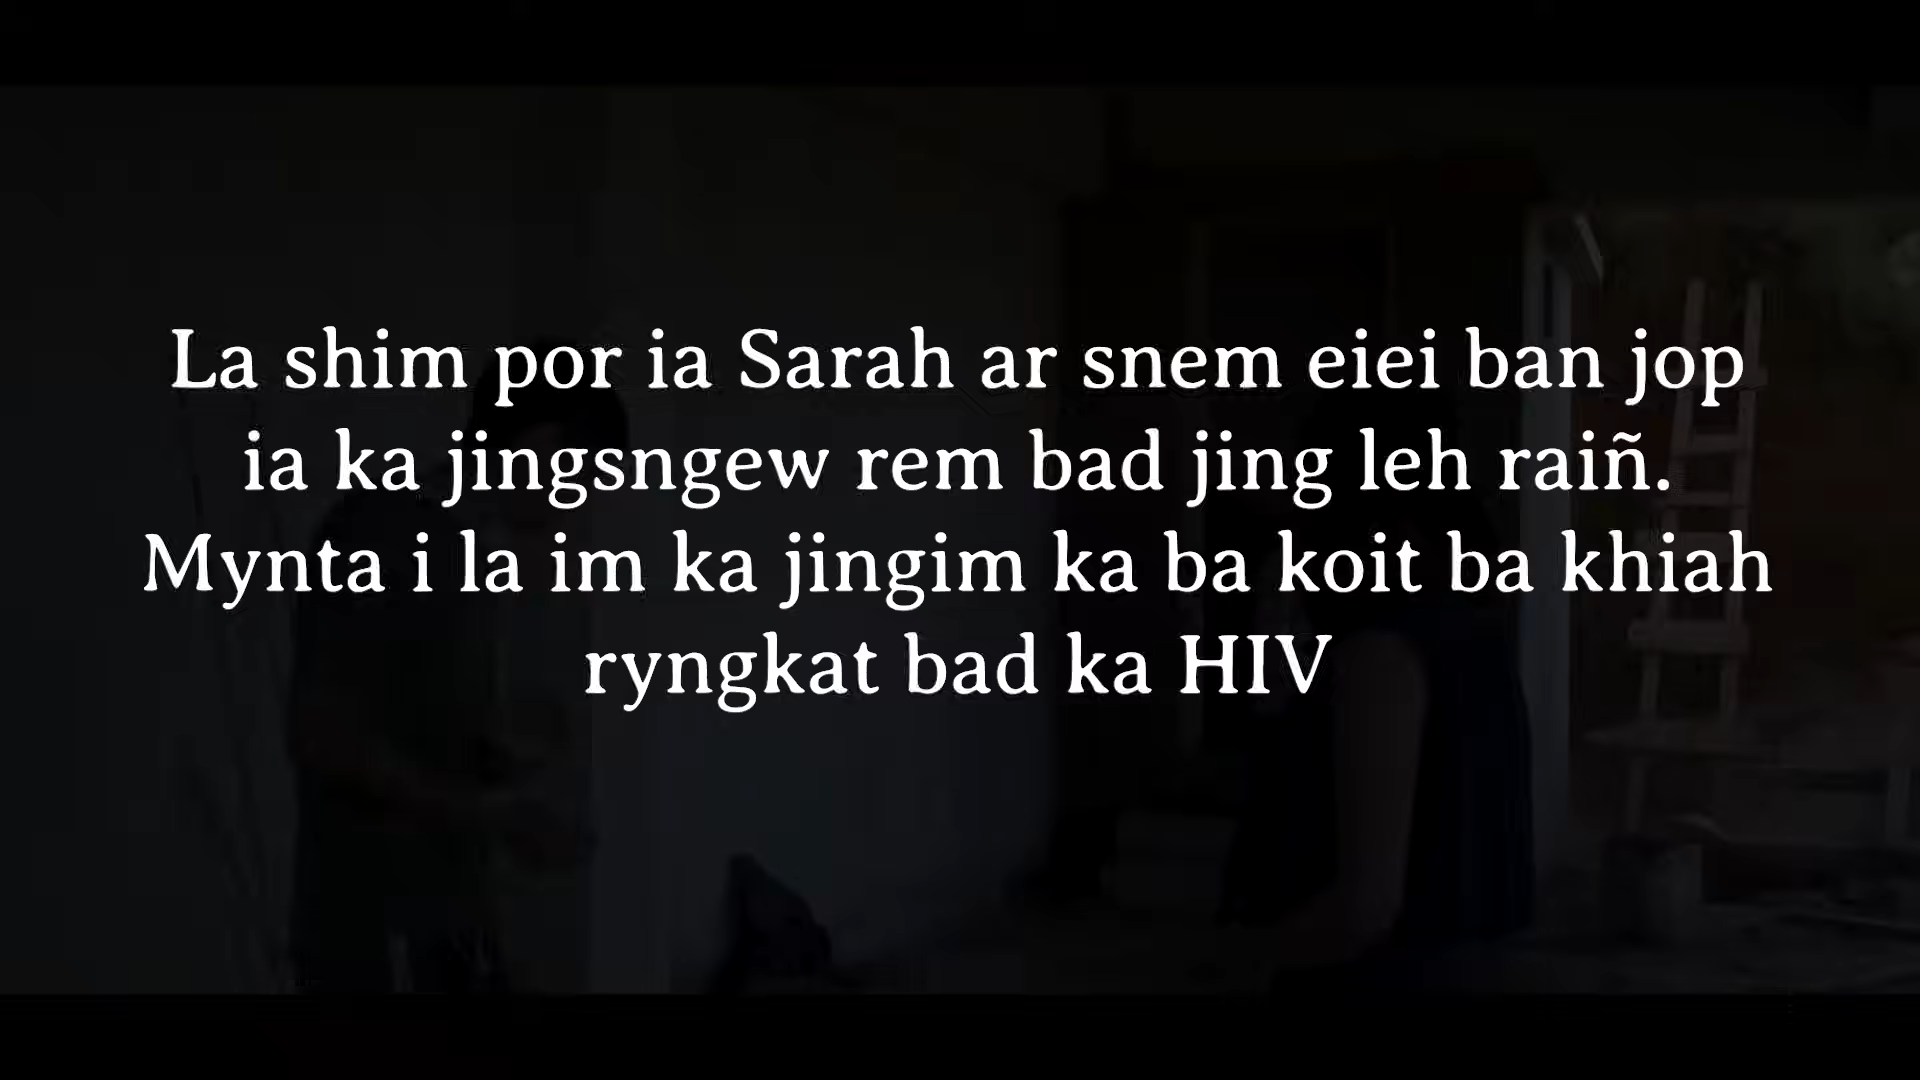 La shim por ia Sarah ar snem eiei ban jop
ia ka jingsngew rem bad jing leh raiñ.
Mynta i la im ka jingim ka ba koit ba khiah
ryngkat bad ka HIV